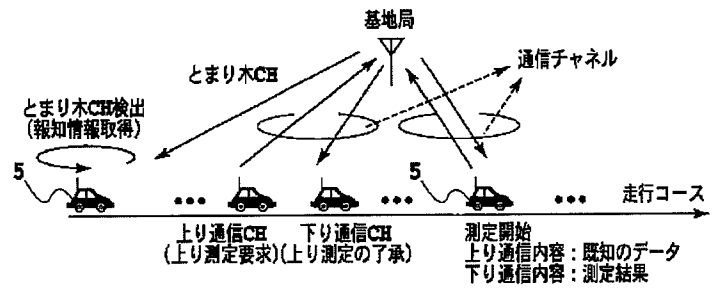 基地局
とまり木CH
通信チャネル
とまり木CH検出
(報知情報取得)
5
5
•••
•••
•••
走行コース
上り通信CH
(上り測定要求)
下り通信CH
(上り測定の了承)
測定開始
上り通信内容:既知のデータ
下り通信内容:測定結果